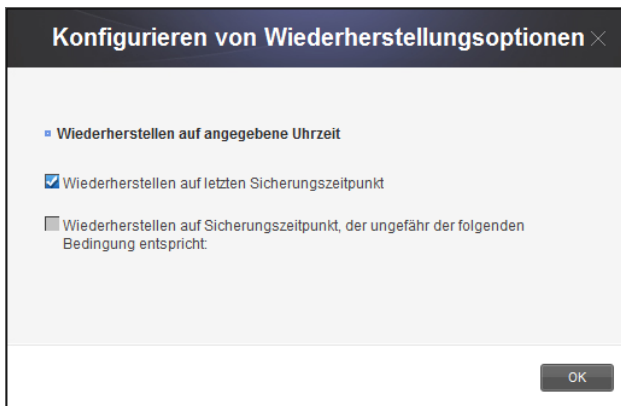 Konfigurieren von Wiederherstellungsoptionen
Wiederherstellen auf angegebene Uhrzeit
Wiederherstellen auf letzten Sicherungszeitpunkt
Wiederherstellen auf Sicherungszeitpunkt, der ungefähr der folgenden
Bedingung entspricht:
OK